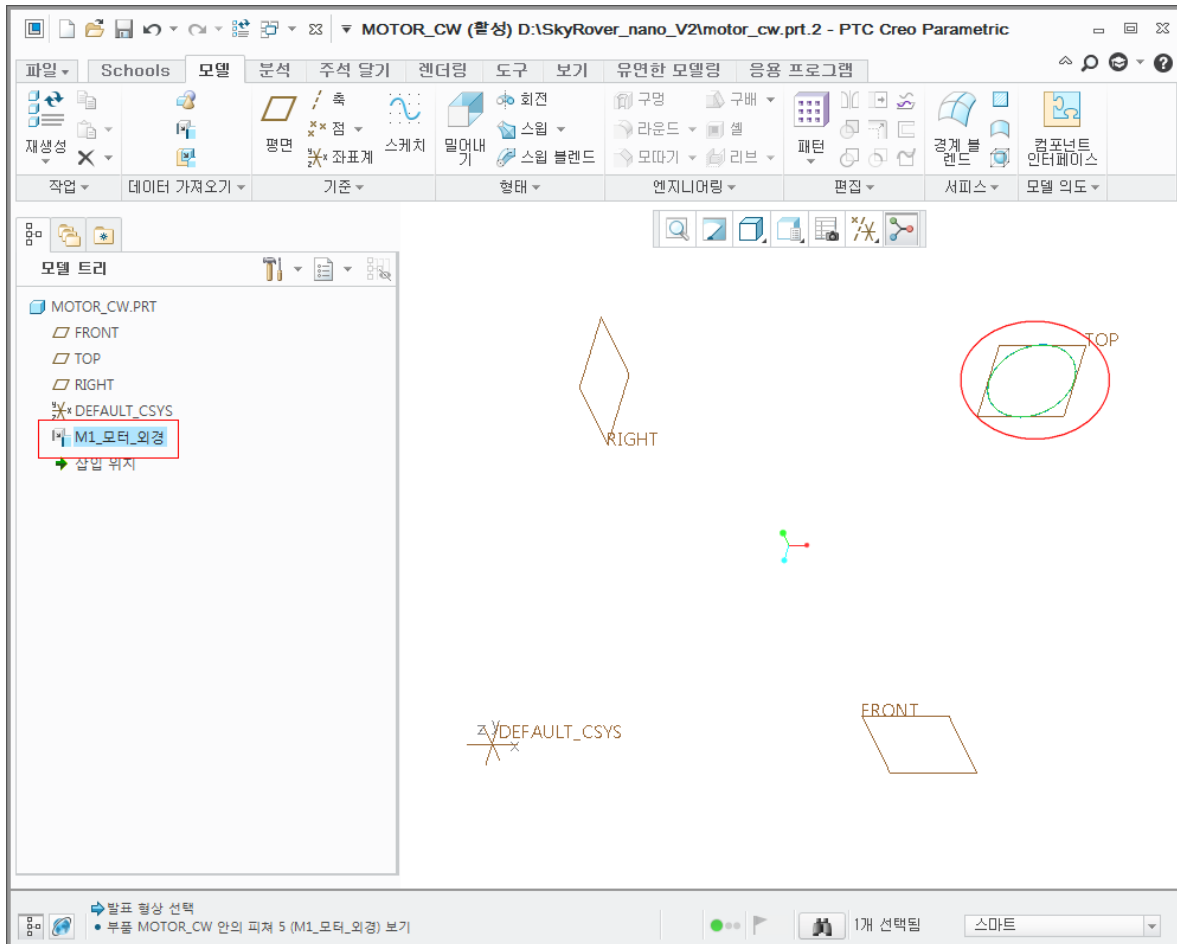 MOTOR_CW (활성) D:\SkyRover_nano_V2\motor_cw.prt.2 - PTC Creo Parametric
파일 Schools 모델 분석 주석 달기 렌더링 도구 보기 유연한 모델링 응용 프로그램
재생성
평면
축
점
좌표계
스케치
밀어내
기
회전
스윕
스윕 블렌드
구멍
라운드
모따기
구배
셸
리브
패턴
경계 블
렌드
컴포넌트
인터페이스
작업 데이터 가져오기 기준 형태 엔지니어링 편집 서피스 모델 의도
모델 트리
MOTOR_CW.PRT
FRONT
TOP
RIGHT
DEFAULT_CSYS
M1_모터_외경
삽입 위치
TOP
RIGHT
Z Y DEFAULT_CSYS
X
FRONT
발표 형상 선택
부품 MOTOR_CW 안의 피쳐 5 (M1_모터_외경) 보기
1개 선택됨
스마트